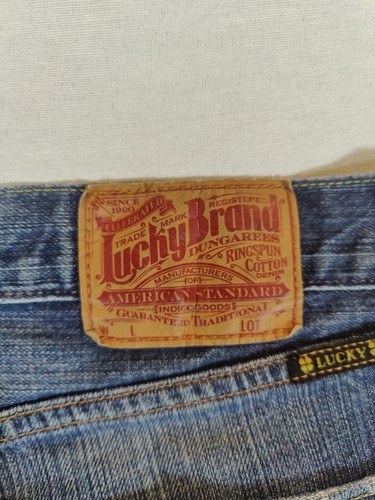 SINCE
1990
CELEBRATED
TRADE MARK REGISTERED
Lucky Brand
DUNGAREES
RINGSPUN
& COTTON
DENIM
MANUFACTURERS
OF
AMERICAN STANDARD
INDIGO GOODS
GUARANTEED TRADITIONAL
W L LOT
LUCKY